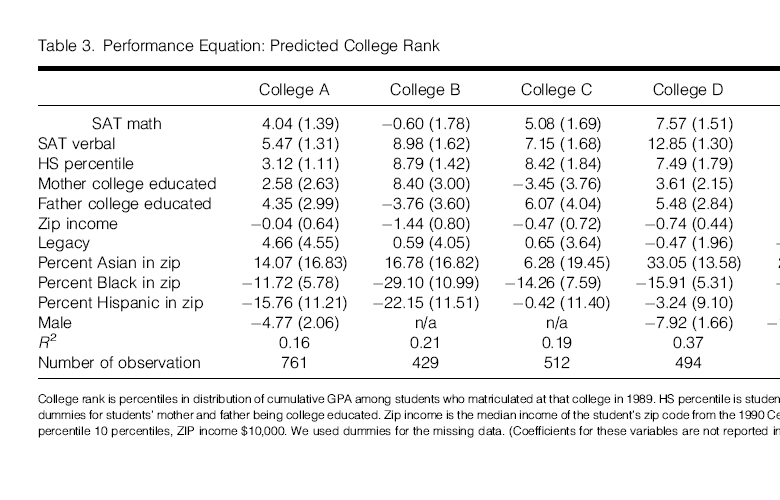 Table 3. Performance Equation: Predicted College Rank
College A College B College C College D
SAT math 4.04 (1.39) −0.60 (1.78) 5.08 (1.69) 7.57 (1.51)
SAT verbal 5.47 (1.31) 8.98 (1.62) 7.15 (1.68) 12.85 (1.30)
HS percentile 3.12 (1.11) 8.79 (1.42) 8.42 (1.84) 7.49 (1.79)
Mother college educated 2.58 (2.63) 8.40 (3.00) −3.45 (3.76) 3.61 (2.15)
Father college educated 4.35 (2.99) −3.76 (3.60) 6.07 (4.04) 5.48 (2.84)
Zip income −0.04 (0.64) −1.44 (0.80) −0.47 (0.72) −0.74 (0.44)
Legacy 4.66 (4.55) 0.59 (4.05) 0.65 (3.64) −0.47 (1.96)
Percent Asian in zip 14.07 (16.83) 16.78 (16.82) 6.28 (19.45) 33.05 (13.58)
Percent Black in zip −11.72 (5.78) −29.10 (10.99) −14.26 (7.59) −15.91 (5.31)
Percent Hispanic in zip −15.76 (11.21) −22.15 (11.51) −0.42 (11.40) −3.24 (9.10)
Male −4.77 (2.06) n/a n/a −7.92 (1.66)
R² 0.16 0.21 0.19 0.37
Number of observation 761 429 512 494
College rank is percentiles in distribution of cumulative GPA among students who matriculated at that college in 1989. HS percentile is
dummies for students' mother and father being college educated. Zip income is the median income of the student's zip code from the 1990
percentile 10 percentiles, ZIP income $10,000. We used dummies for the missing data. (Coefficients for these variables are not reported